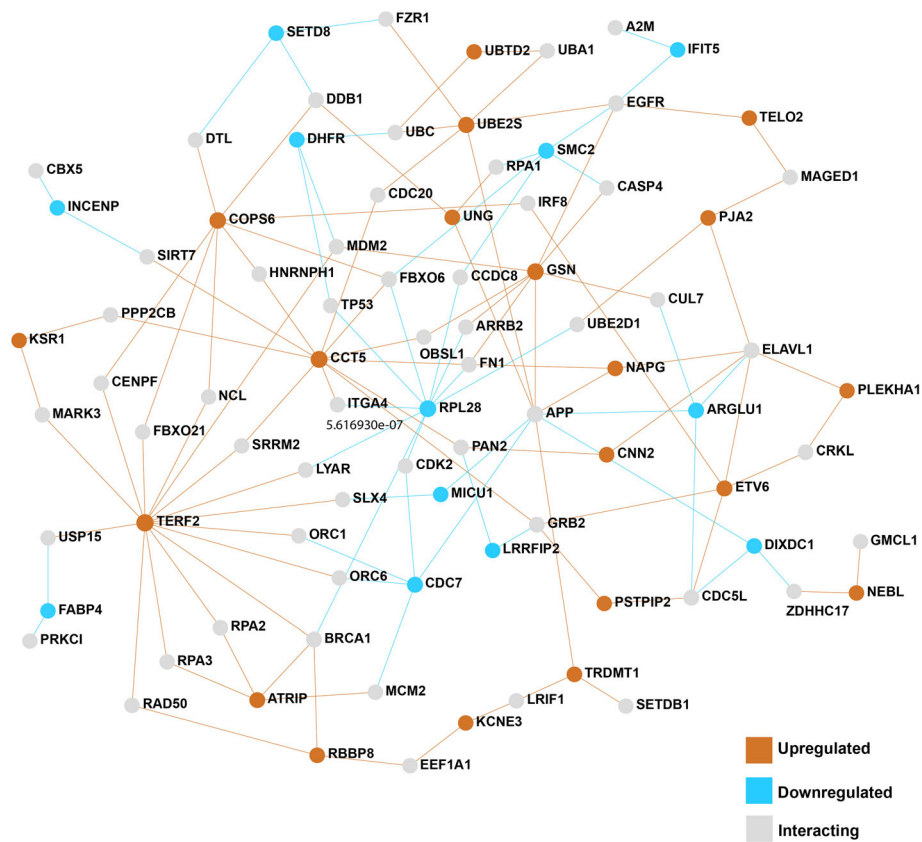 FZR1
SETD8
A2M
UBTD2
UBA1
IFIT5
DDB1
EGFR
TELO2
DTL
DHFR
UBC
UBE2S
SMC2
CBX5
RPA1
MAGED1
INCENP
CDC20
CASP4
COPS6
UNG
IRF8
PJA2
SIRT7
MDM2
HNRNPH1
FBXO6
CCDC8
GSN
PPP2CB
TP53
CUL7
ARRB2
UBE2D1
KSR1
OBSL1
CCT5
FN1
ELAVL1
NAPG
CENPF
NCL
PLEKHA1
MARK3
ITGA4
RPL28
APP
ARGLU1
5.616930e-07
FBXO21
SRRM2
PAN2
CNN2
CRKL
LYAR
CDK2
ETV6
SLX4
MICU1
TERF2
GRB2
USP15
ORC1
LRRFIP2
DIXDC1
GMCL1
ORC6
CDC7
NEBL
FABP4
PSTPIP2
CDC5L
ZDHHC17
PRKCI
RPA2
BRCA1
RPA3
TRDMT1
RAD50
ATRIP
MCM2
LRIF1
SETDB1
KCNE3
RBBP8
EEF1A1
Upregulated
Downregulated
Interacting